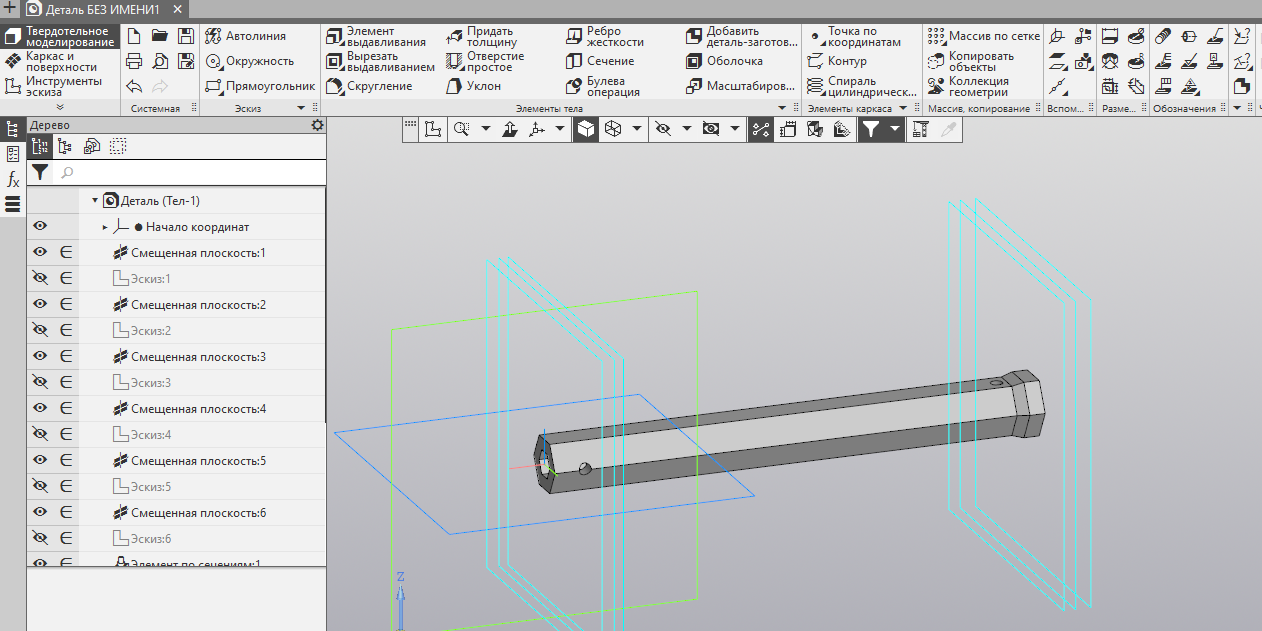 Деталь БЕЗ ИМЕНИ1
Твердотельное моделирование
Каркас и поверхности
Инструменты эскиза
Системная
Автолиния
Окружность
Прямоугольник
Эскиз
Элемент выдавливания
Вырезать выдавливанием
Скругление
Придать толщину
Отверстие простое
Уклон
Ребро жесткости
Сечение
Булева операция
Добавить деталь-заготов...
Оболочка
Масштабиров...
Элементы тела
Точка по координатам
Контур
Спираль цилиндрическ...
Элементы каркаса
Массив по сетке
Копировать объекты
Коллекция геометрии
Массив, копирование
Вспом...
Разме...
Обозначения
Дерево
Деталь (Тел-1)
Начало координат
Смещенная плоскость:1
Эскиз:1
Смещенная плоскость:2
Эскиз:2
Смещенная плоскость:3
Эскиз:3
Смещенная плоскость:4
Эскиз:4
Смещенная плоскость:5
Эскиз:5
Смещенная плоскость:6
Эскиз:6
Элемент по сечениям:1
Z